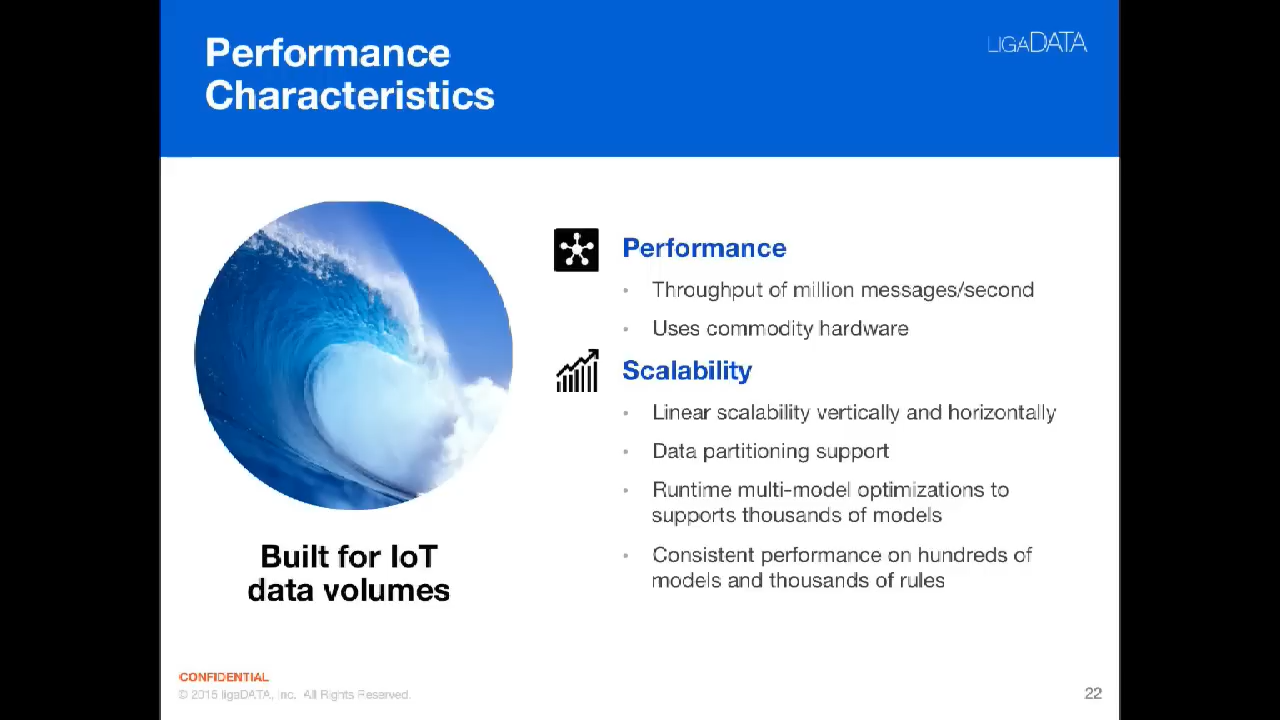 Performance
Characteristics
LIGADATA
Performance
• Throughput of million messages/second
• Uses commodity hardware
Scalability
• Linear scalability vertically and horizontally
• Data partitioning support
• Runtime multi-model optimizations to
supports thousands of models
• Consistent performance on hundreds of
models and thousands of rules
Built for IoT
data volumes
CONFIDENTIAL
© 2015 ligaDATA, Inc. All Rights Reserved.
22